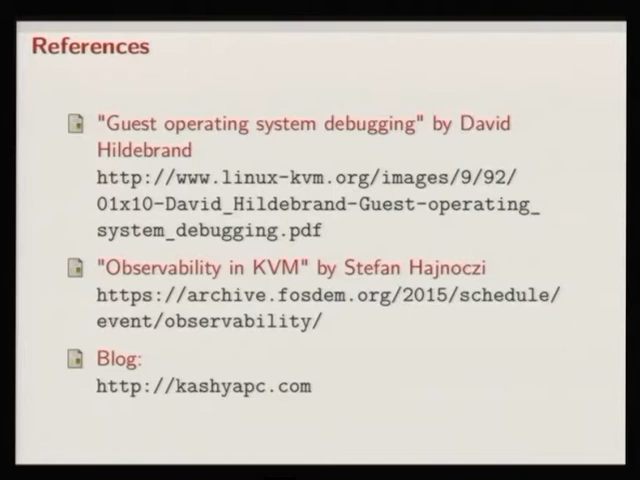 References
"Guest operating system debugging" by David
Hildebrand
http://www.linux-kvm.org/images/9/92/
01x10-David_Hildebrand-Guest-operating_
system_debugging.pdf
"Observability in KVM" by Stefan Hajnoczi
https://archive.fosdem.org/2015/schedule/
event/observability/
Blog:
http://kashyapc.com